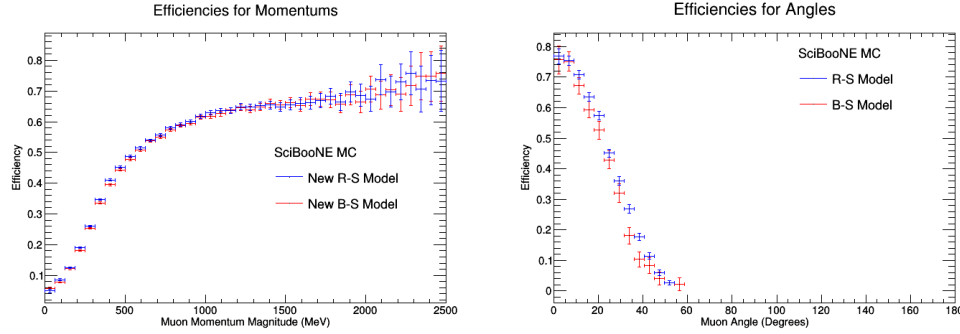 Efficiencies for Momentums
Efficiency
0.8
0.7
0.6
0.5
0.4
0.3
0.2
0.1
SciBooNE MC
New R-S Model
New B-S Model
0 500 1000 1500 2000 2500
Muon Momentum Magnitude (MeV)
Efficiencies for Angles
Efficiency
0.8
0.7
0.6
0.5
0.4
0.3
0.2
0.1
0
SciBooNE MC
R-S Model
B-S Model
0 20 40 60 80 100 120 140 160 180
Muon Angle (Degrees)